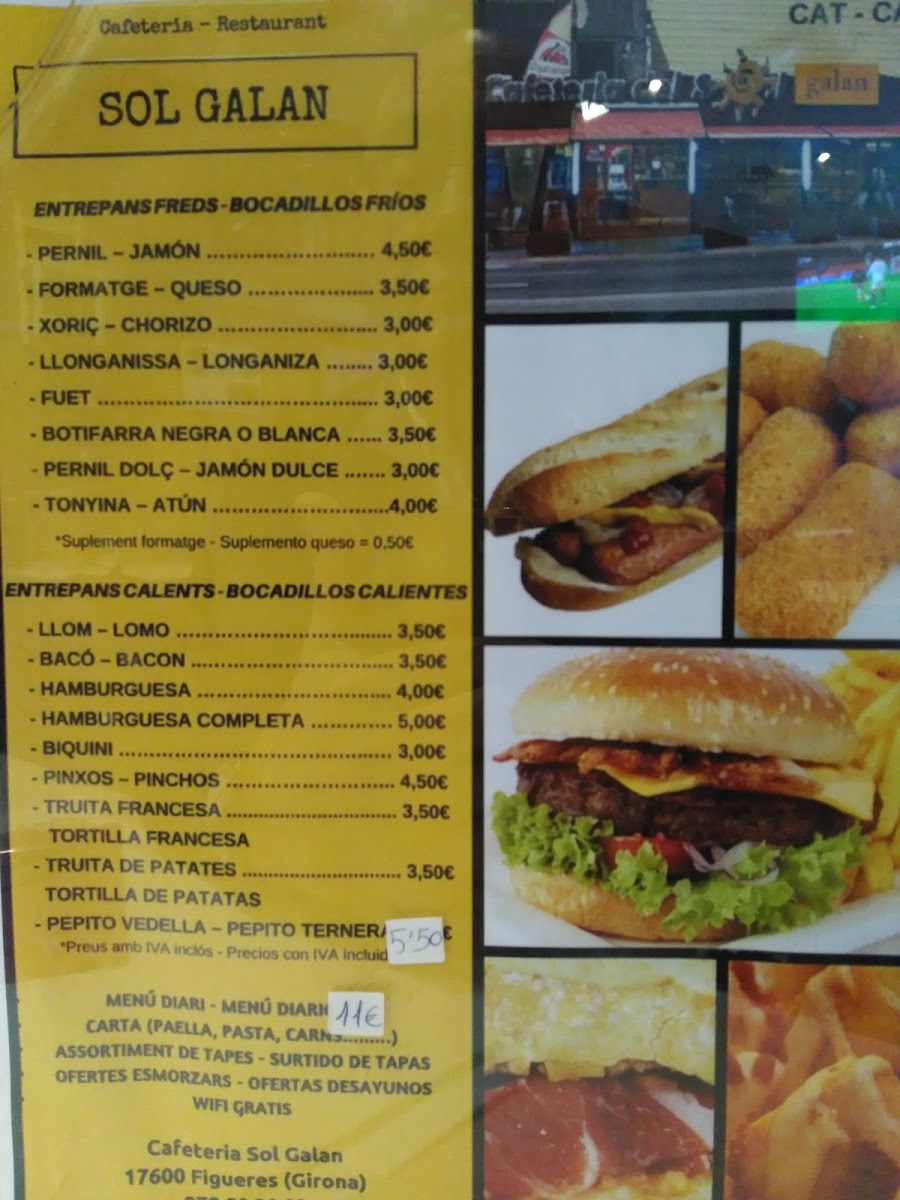 Cafeteria - Restaurant
SOL GALAN
ENTREPANS FREDS - BOCADILLOS FRÍOS
- PERNIL – JAMÓN ........................... 4,50€
- FORMATGE – QUESO .................... 3,50€
- XORIÇ – CHORIZO ......................... 3,00€
- LLONGANISSA – LONGANIZA ........ 3,00€
- FUET ............................................ 3,00€
- BOTIFARRA NEGRA O BLANCA ...... 3,50€
- PERNIL DOLÇ – JAMÓN DULCE ....... 3,00€
- TONYINA – ATÚN ............................4,00€
*Suplement formatge - Suplemento queso = 0,50€
ENTREPANS CALENTS - BOCADILLOS CALIENTES
- LLOM – LOMO .................................. 3,50€
- BACÓ – BACON ................................ 3,50€
- HAMBURGUESA ............................... 4,00€
- HAMBURGUESA COMPLETA ............. 5,00€
- BIQUINI ........................................... 3,00€
- PINXOS – PINCHOS .......................... 4,50€
- TRUITA FRANCESA ........................... 3,50€
TORTILLA FRANCESA
- TRUITA DE PATATES ......................... 3,50€
TORTILLA DE PATATAS
- PEPITO VEDELLA – PEPITO TERNERA 5'50€
*Preus amb IVA inclós - Precios con IVA incluid
MENÚ DIARI - MENÚ DIARIO 11€
CARTA (PAELLA, PASTA, CARNS.........)
ASSORTIMENT DE TAPES - SURTIDO DE TAPAS
OFERTES ESMORZARS - OFERTAS DESAYUNOS
WIFI GRATIS
Cafeteria Sol Galan
17600 Figueres (Girona)
CAT - CA
Cafeteria del S
galan